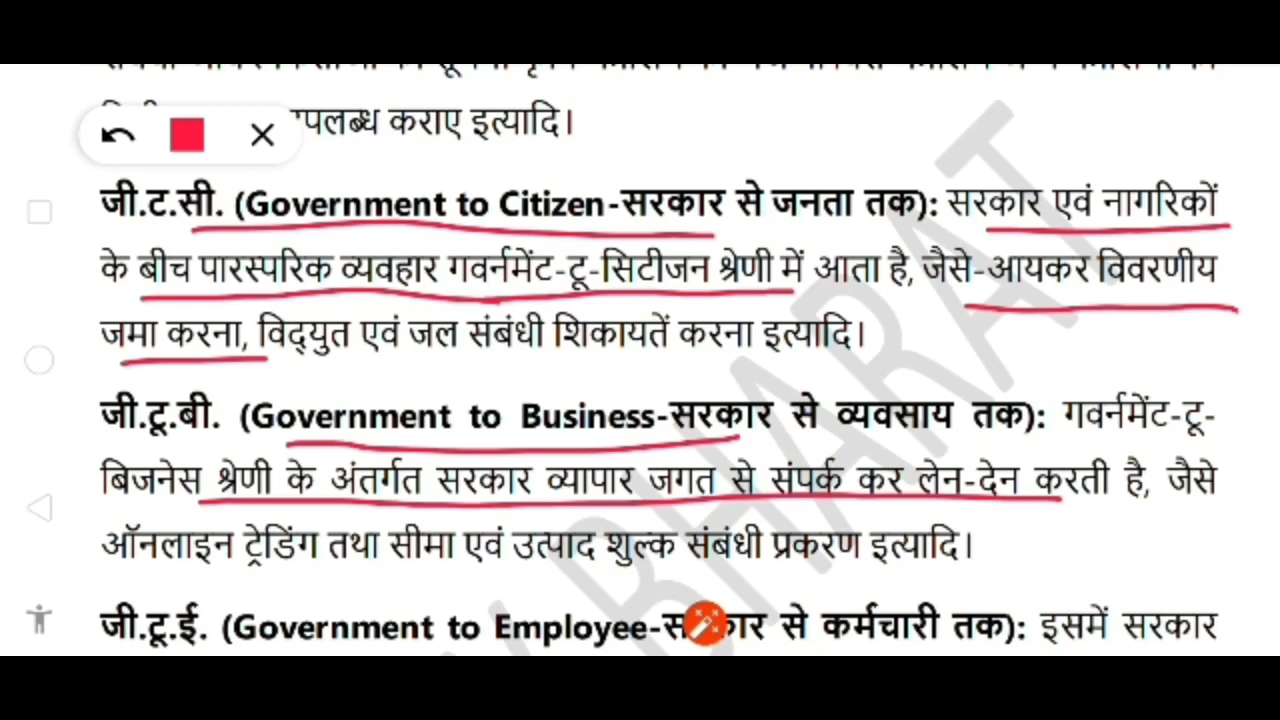 उपलब्ध कराए इत्यादि।
जी.ट.सी. (Government to Citizen-सरकार से जनता तक): सरकार एवं नागरिकों
के बीच पारस्परिक व्यवहार गवर्नमेंट-टू-सिटीजन श्रेणी में आता है, जैसे-आयकर विवरणीय
जमा करना, विद्युत एवं जल संबंधी शिकायतें करना इत्यादि।
जी.टू.बी. (Government to Business-सरकार से व्यवसाय तक): गवर्नमेंट-टू-
बिजनेस श्रेणी के अंतर्गत सरकार व्यापार जगत से संपर्क कर लेन-देन करती है, जैसे
ऑनलाइन ट्रेडिंग तथा सीमा एवं उत्पाद शुल्क संबंधी प्रकरण इत्यादि।
जी.टू.ई. (Government to Employee-सरकार से कर्मचारी तक): इसमें सरकार
BHARAT